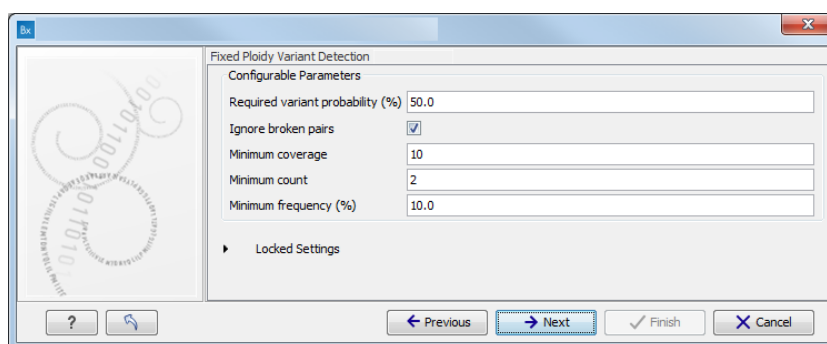 Bx
Fixed Ploidy Variant Detection
Configurable Parameters
Required variant probability (%) 50.0
Ignore broken pairs
Minimum coverage 10
Minimum count 2
Minimum frequency (%) 10.0
Locked Settings
? Previous Next Finish Cancel